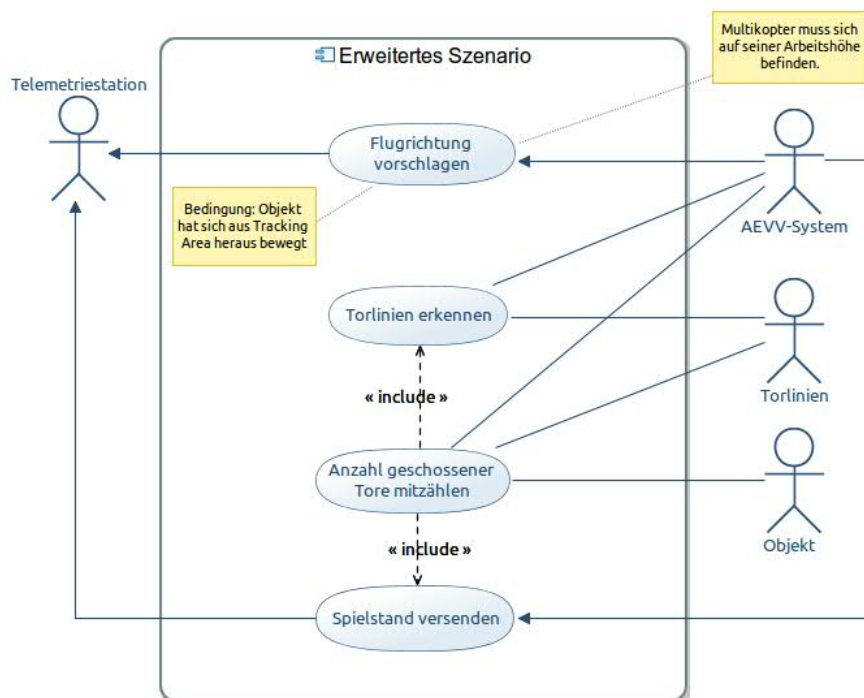 Erweitertes Szenario
Multikopter muss sich
auf seiner Arbeitshöhe
befinden.
Telemetriestation
Flugrichtung
vorschlagen
Bedingung: Objekt
hat sich aus Tracking
Area heraus bewegt
AEVV-System
Torlinien erkennen
Torlinien
« include »
Anzahl geschossener
Tore mitzählen
Objekt
« include »
Spielstand versenden